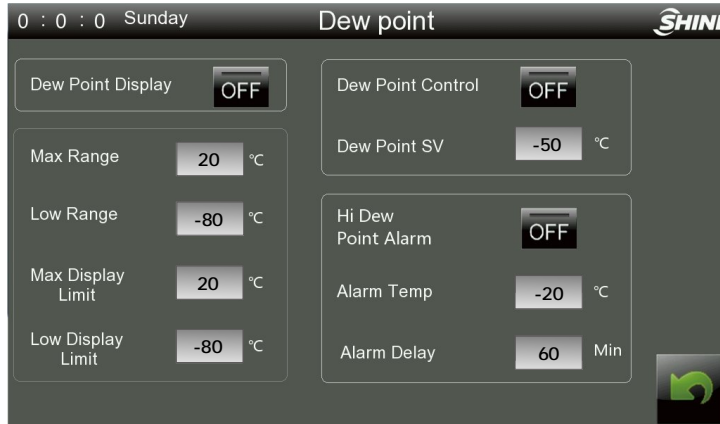 0 : 0 : 0 Sunday
Dew point
SHINI
Dew Point Display
OFF
Max Range 20 ℃
Low Range -80 ℃
Max Display
Limit
20 ℃
Low Display
Limit
-80 ℃
Dew Point Control
OFF
Dew Point SV -50 ℃
Hi Dew
Point Alarm
OFF
Alarm Temp -20 ℃
Alarm Delay 60 Min